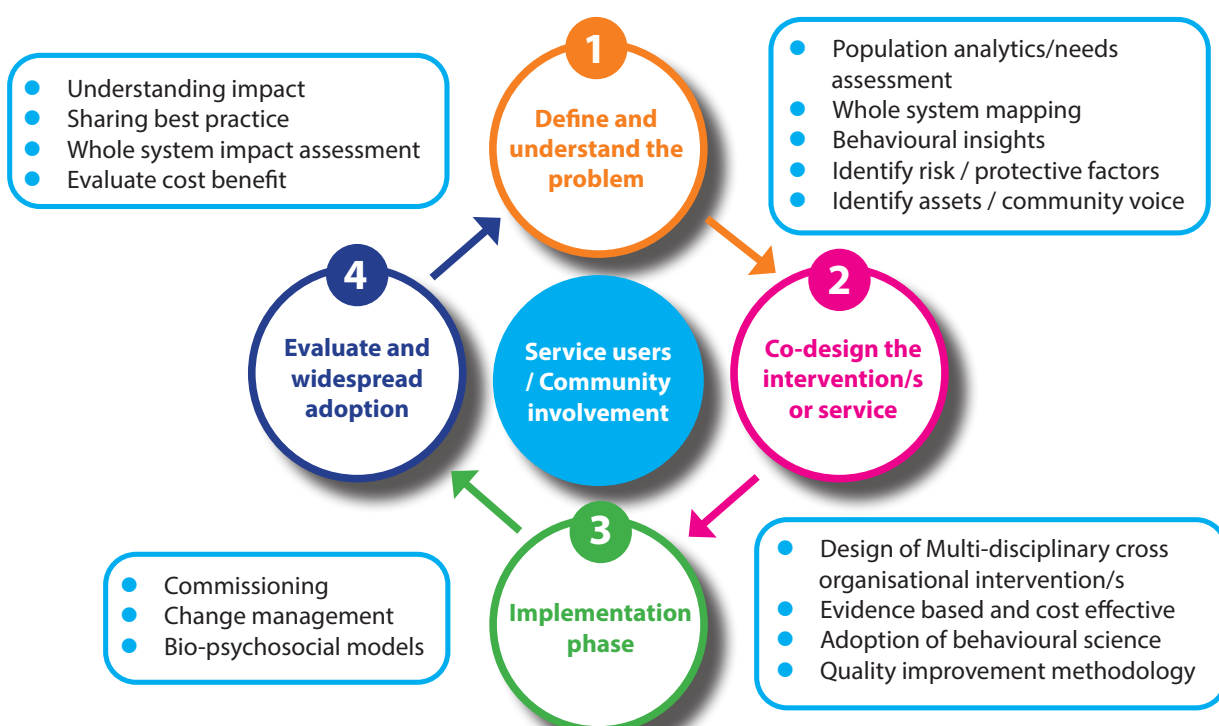 1
Define and
understand the
problem
Population analytics/needs
assessment
Whole system mapping
Behavioural insights
Identify risk / protective factors
Identify assets / community voice
2
Co-design the
intervention/s
or service
Design of Multi-disciplinary cross
organisational intervention/s
Evidence based and cost effective
Adoption of behavioural science
Quality improvement methodology
3
Implementation
phase
Commissioning
Change management
Bio-psychosocial models
4
Evaluate and
widespread
adoption
Understanding impact
Sharing best practice
Whole system impact assessment
Evaluate cost benefit
Service users
/ Community
involvement